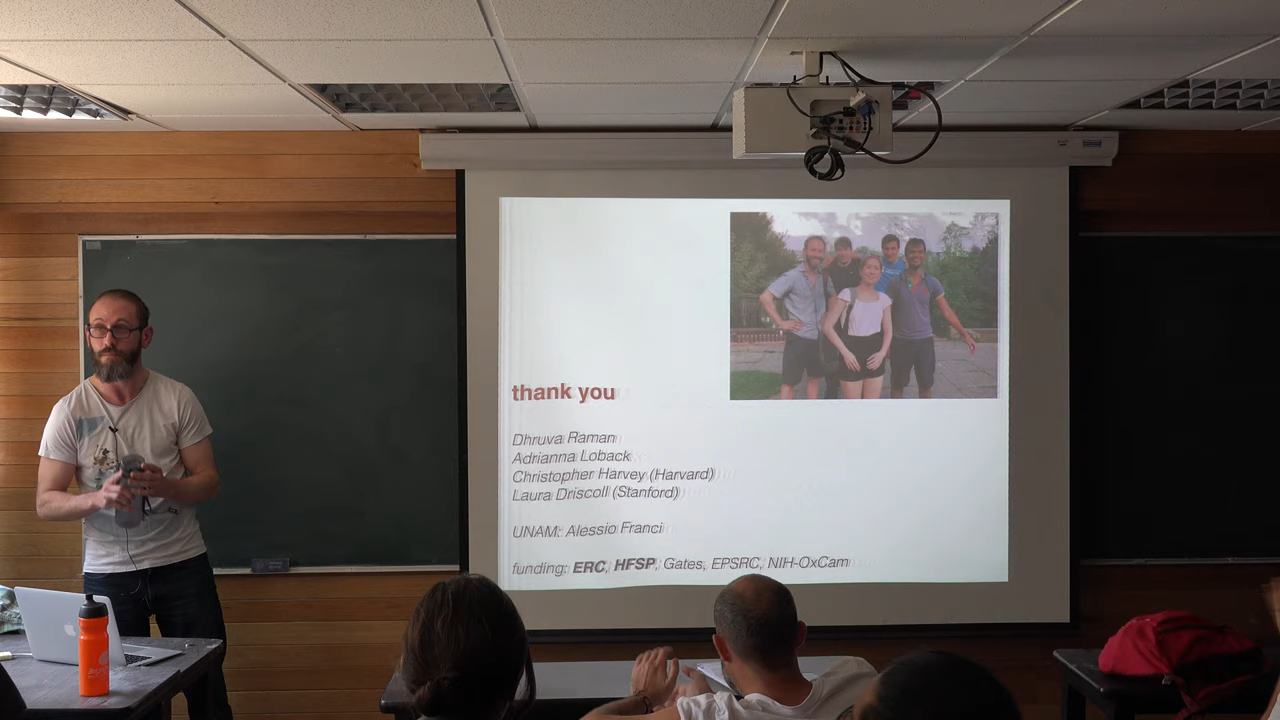 thank you
Dhruva Raman
Adrianna Loback
Christopher Harvey (Harvard)
Laura Driscoll (Stanford)
UNAM: Alessio Franci
funding: ERC, HFSP, Gates, EPSRC, NIH-OxCam